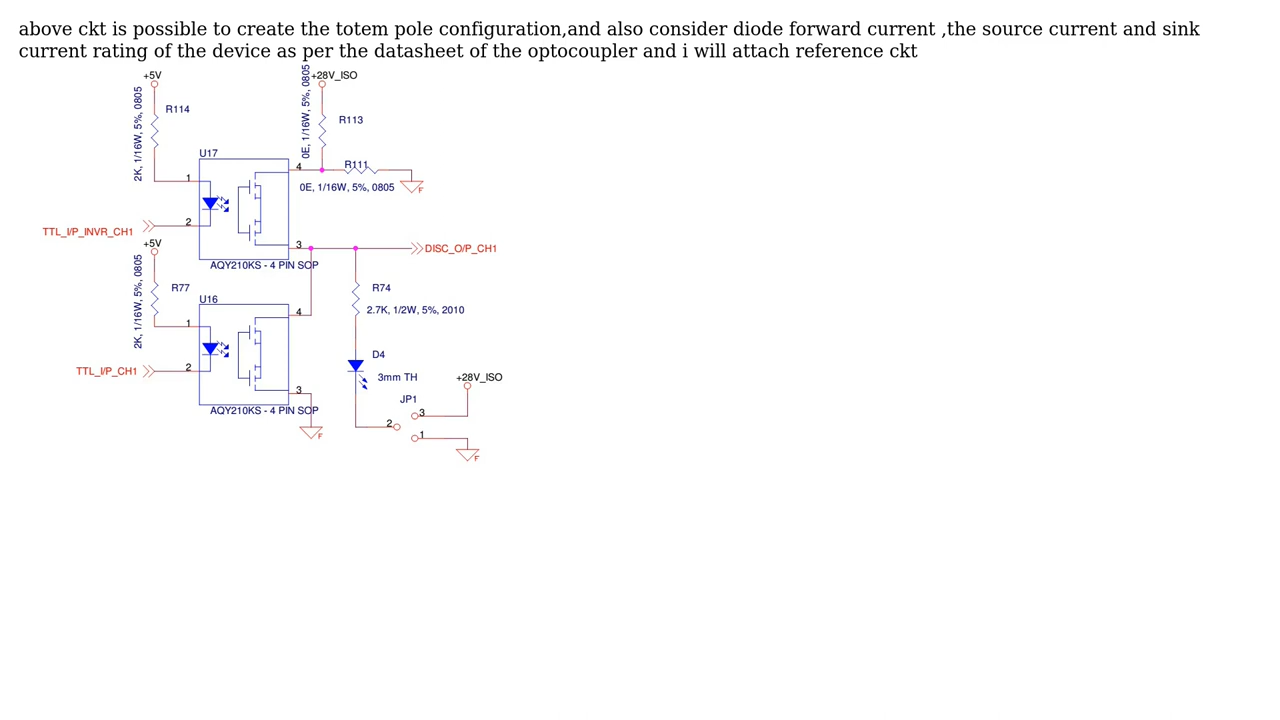 above ckt is possible to create the totem pole configuration,and also consider diode forward current ,the source current and sink
current rating of the device as per the datasheet of the optocoupler and i will attach reference ckt
+5V
2K, 1/16W, 5%, 0805
R114
0E, 1/16W, 5%, 0805
+28V_ISO
R113
U17
4
R111
0E, 1/16W, 5%, 0805
F
1
2
TTL_I/P_INVR_CH1
3
DISC_O/P_CH1
AQY210KS - 4 PIN SOP
+5V
2K, 1/16W, 5%, 0805
R77
U16
4
R74
2.7K, 1/2W, 5%, 2010
1
2
TTL_I/P_CH1
3
AQY210KS - 4 PIN SOP
F
D4
3mm TH
JP1
+28V_ISO
3
2
1
F